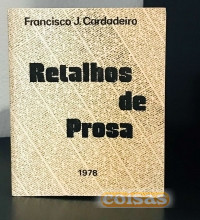 Francisco J. Cardadeiro
Retalhos
de
Prosa
1978
coisas